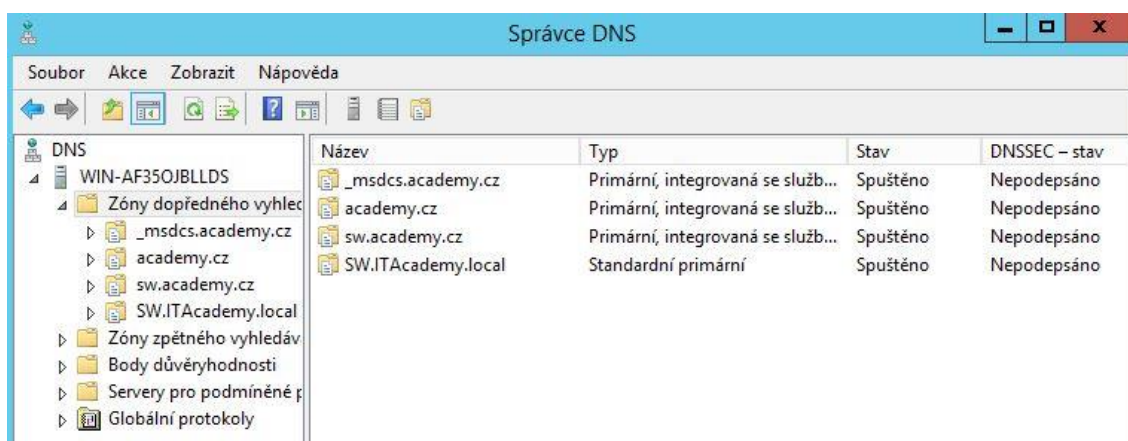 Správce DNS
Soubor Akce Zobrazit Nápověda
DNS
WIN-AF35OJBLLDS
Zóny dopředného vyhlec
_msdcs.academy.cz
academy.cz
sw.academy.cz
SW.ITAcademy.local
Zóny zpětného vyhledáv
Body důvěryhodnosti
Servery pro podmíněné p
Globální protokoly
Název Typ Stav DNSSEC – stav
_msdcs.academy.cz Primární, integrovaná se služb... Spuštěno Nepodepsáno
academy.cz Primární, integrovaná se služb... Spuštěno Nepodepsáno
sw.academy.cz Primární, integrovaná se služb... Spuštěno Nepodepsáno
SW.ITAcademy.local Standardní primární Spuštěno Nepodepsáno